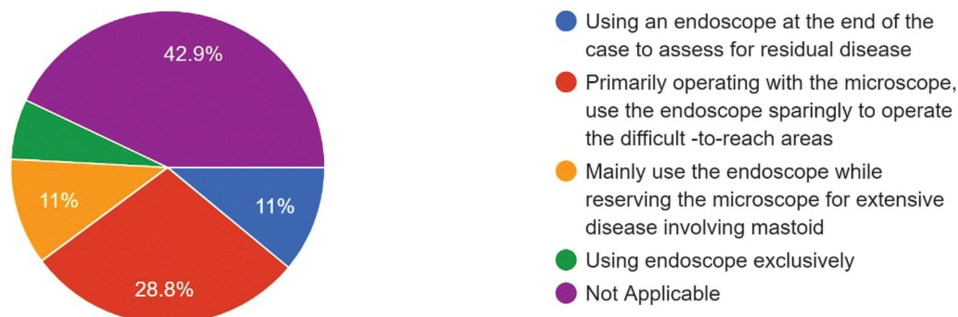 42.9%
11%
11%
28.8%
Using an endoscope at the end of the
case to assess for residual disease
Primarily operating with the microscope,
use the endoscope sparingly to operate
the difficult -to-reach areas
Mainly use the endoscope while
reserving the microscope for extensive
disease involving mastoid
Using endoscope exclusively
Not Applicable